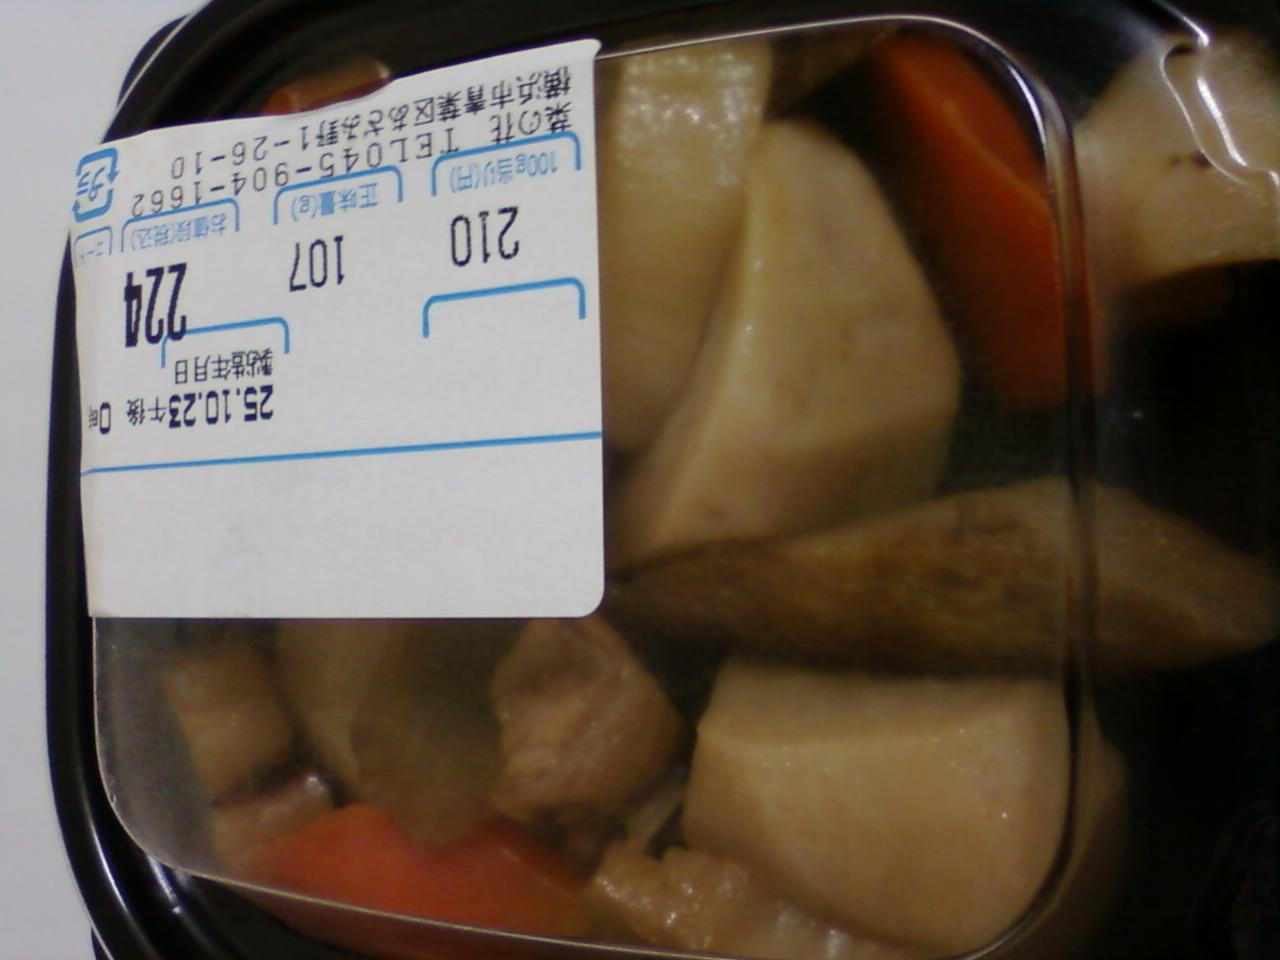 25.10.23午後 0時
製造年月日
210 107 224
100g当り(円) 正味量(g) お値段(税込)
プラ
菜の花 TEL045-904-1662
横浜市青葉区あざみ野1-26-10